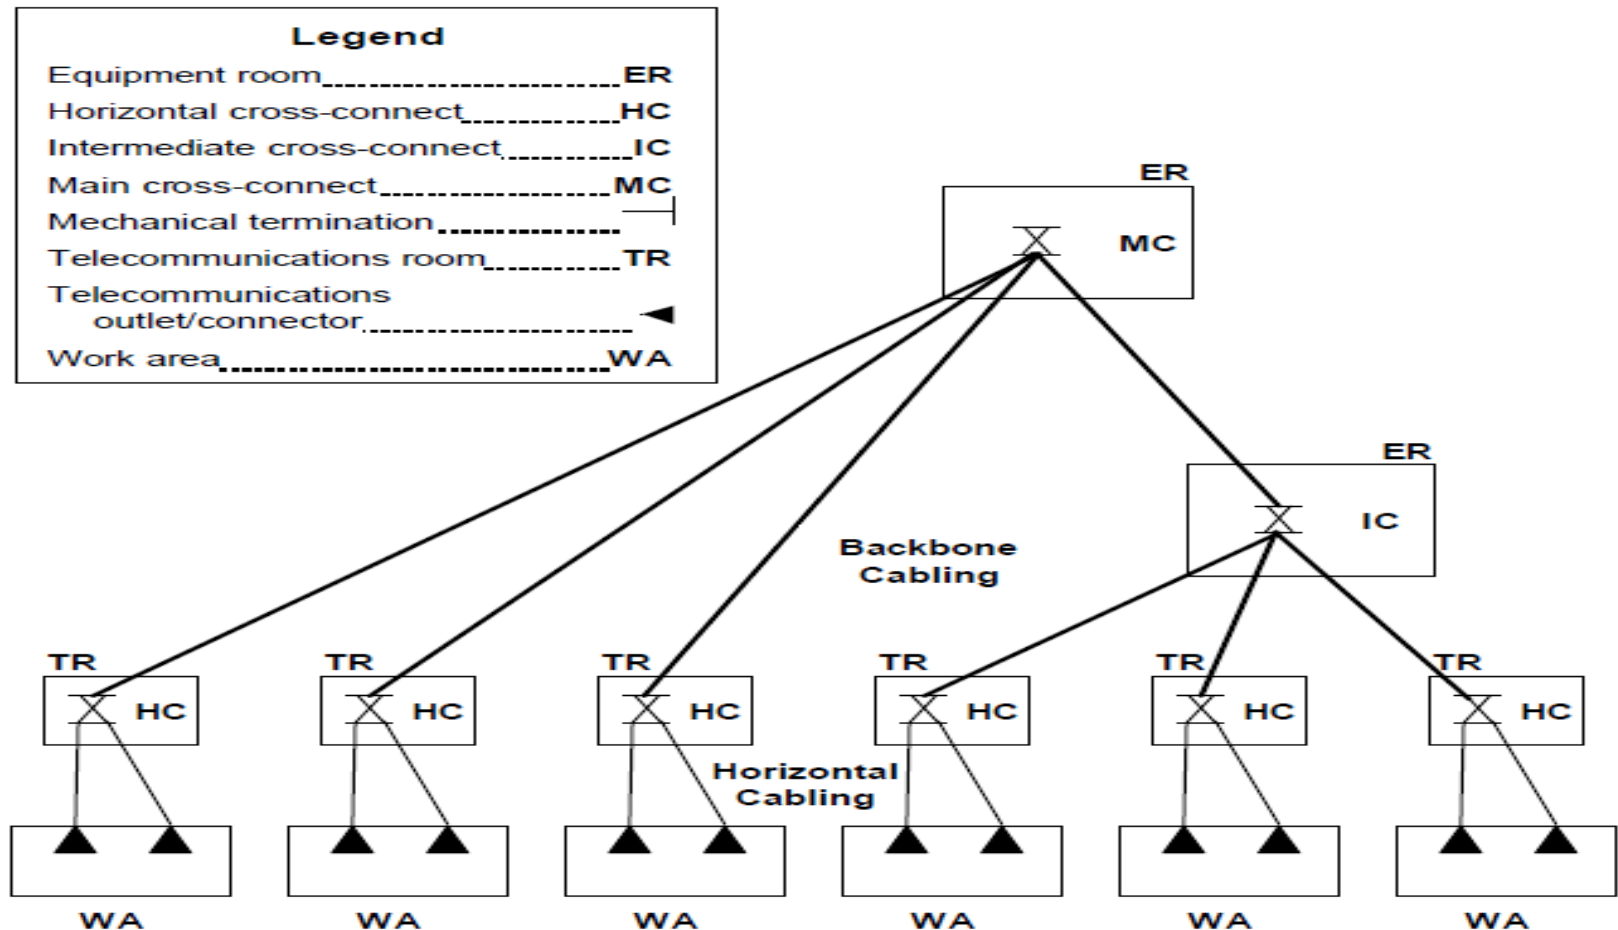 Legend
Equipment room ER
Horizontal cross-connect HC
Intermediate cross-connect IC
Main cross-connect MC
Mechanical termination
Telecommunications room TR
Telecommunications
outlet/connector
Work area WA
ER
MC
ER
IC
Backbone
Cabling
TR TR TR TR TR TR
HC HC HC HC HC HC
Horizontal
Cabling
WA WA WA WA WA WA